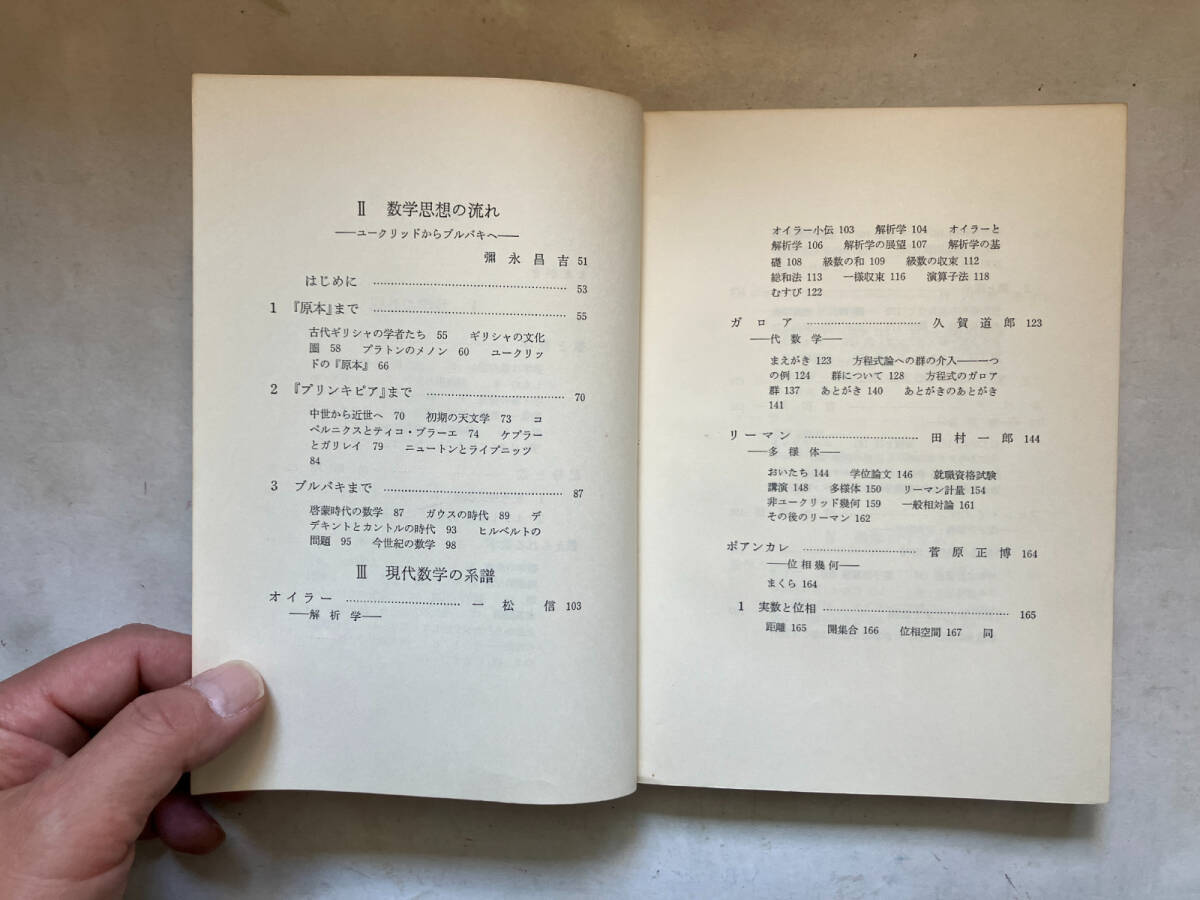 Ⅱ 数学思想の流れ
——ユークリッドからブルバキへ——
彌永昌吉 51
はじめに …………………………………… 53
1 『原本』まで …………………………………… 55
古代ギリシャの学者たち 55 ギリシャの文化
圏 58 プラトンのメノン 60 ユークリッ
ドの『原本』 66
2 『プリンキピア』まで …………………………………… 70
中世から近世へ 70 初期の天文学 73 コ
ペルニクスとティコ・ブラーエ 74 ケプラー
とガリレイ 79 ニュートンとライプニッツ
84
3 ブルバキまで …………………………………… 87
啓蒙時代の数学 87 ガウスの時代 89 デ
デキントとカントルの時代 93 ヒルベルトの
問題 95 今世紀の数学 98
Ⅲ 現代数学の系譜
オイラー …………………… 一松信 103
——解析学——
オイラー小伝 103 解析学 104 オイラーと
解析学 106 解析学の展望 107 解析学の基
礎 108 級数の和 109 級数の収束 112
総和法 113 一様収束 116 演算子法 118
むすび 122
ガロア …………………… 久賀道郎 123
——代数学——
まえがき 123 方程式論への群の介入——一つ
の例 124 群について 128 方程式のガロア
群 137 あとがき 140 あとがきのあとがき
141
リーマン …………………… 田村一郎 144
——多様体——
おいたち 144 学位論文 146 就職資格試験
講演 148 多様体 150 リーマン計量 154
非ユークリッド幾何 159 一般相対論 161
その後のリーマン 162
ポアンカレ …………………… 菅原正博 164
——位相幾何——
まくら 164
1 実数と位相 …………………………………… 165
距離 165 開集合 166 位相空間 167 同